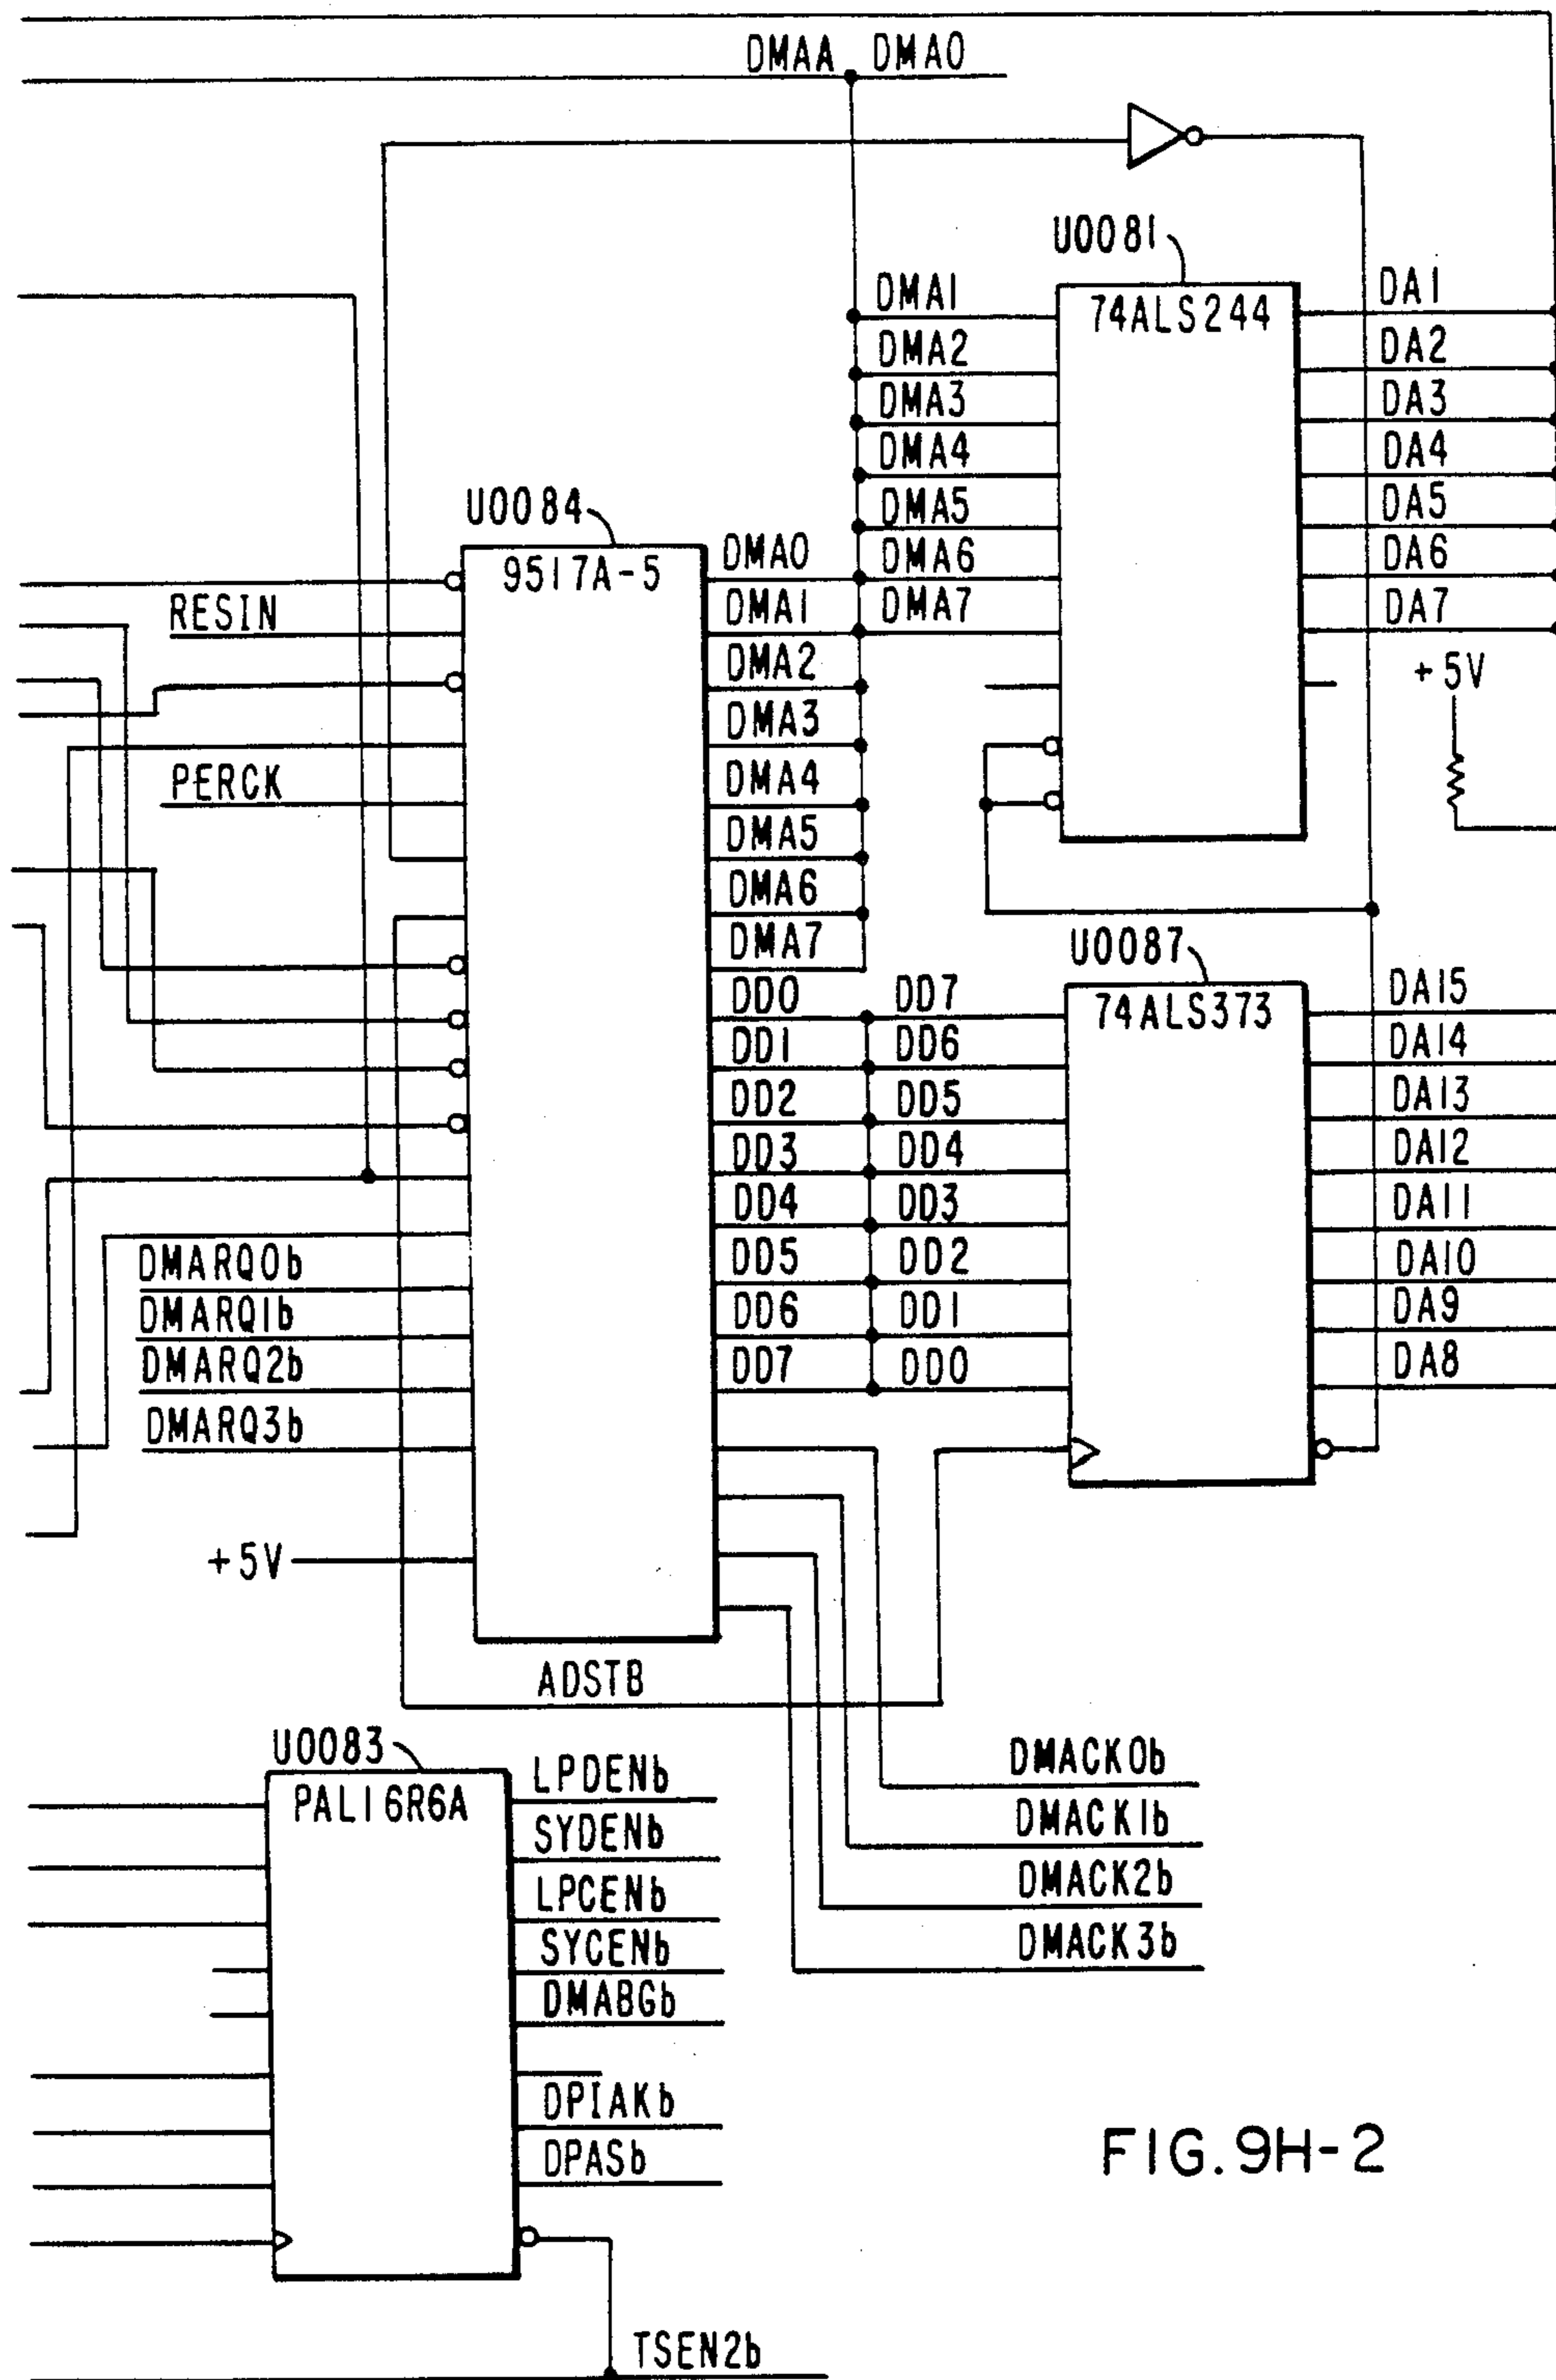 DMAA DMA0
U0081
74ALS244
DMA1
DMA2
DMA3
DMA4
DMA5
DMA6
DMA7
DA1
DA2
DA3
DA4
DA5
DA6
DA7
+5V
U0084
9517A-5
RESIN
PERCK
DMARQ0b
DMARQ1b
DMARQ2b
DMARQ3b
+5V
DMA0
DMA1
DMA2
DMA3
DMA4
DMA5
DMA6
DMA7
DD0
DD1
DD2
DD3
DD4
DD5
DD6
DD7
U0087
74ALS373
DD7
DD6
DD5
DD4
DD3
DD2
DD1
DD0
DA15
DA14
DA13
DA12
DA11
DA10
DA9
DA8
ADSTB
DMACK0b
DMACK1b
DMACK2b
DMACK3b
U0083
PAL16R6A
LPDENb
SYDENb
LPCENb
SYCENb
DMABGb
DPIAKb
DPASb
TSEN2b
FIG. 9H-2